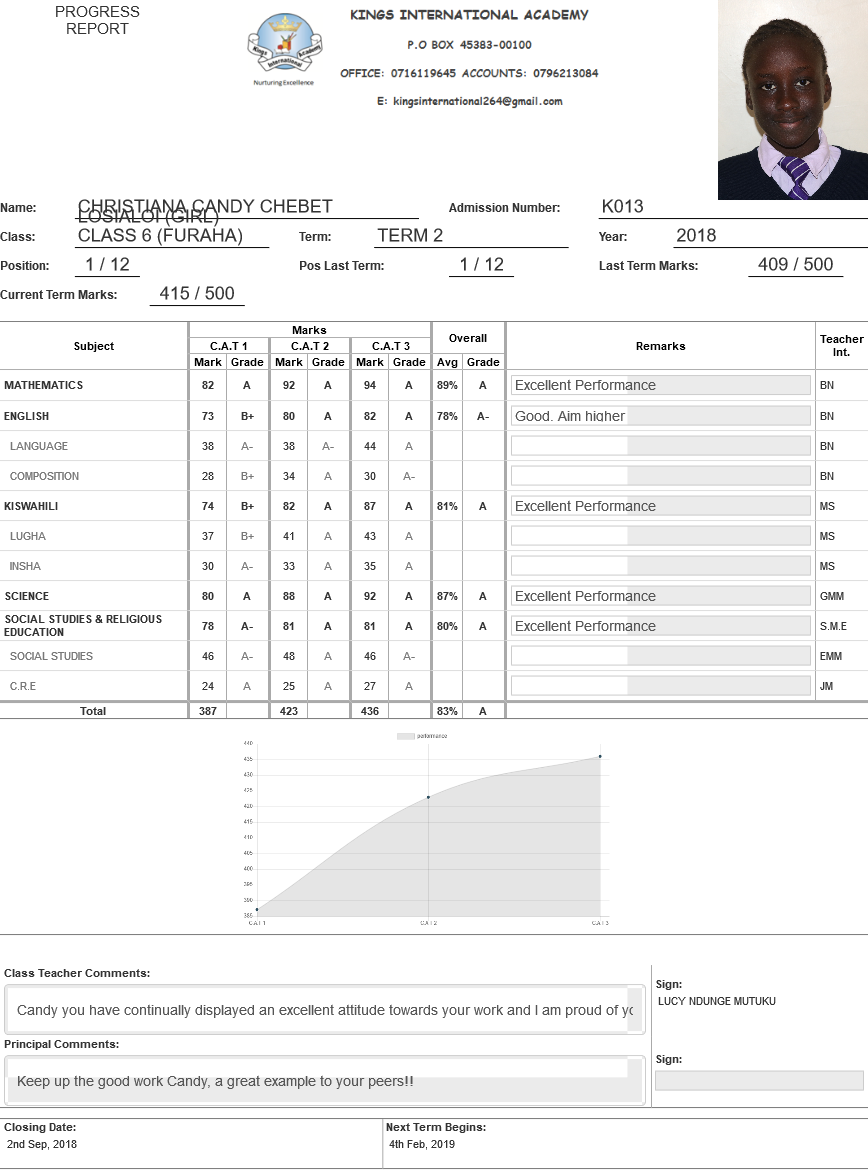 PROGRESS
REPORT
Kings International Academy
Nurturing Excellence
KINGS INTERNATIONAL ACADEMY
P.O BOX 45383-00100
OFFICE: 0716119645 ACCOUNTS: 0796213084
E: kingsinternational264@gmail.com
Name: CHRISTIANA CANDY CHEBET LOSIALOI (GIRL) Admission Number: K013
Class: CLASS 6 (FURAHA) Term: TERM 2 Year: 2018
Position: 1 / 12 Pos Last Term: 1 / 12 Last Term Marks: 409 / 500
Current Term Marks: 415 / 500
Subject Marks Overall Remarks Teacher Int.
C.A.T 1 C.A.T 2 C.A.T 3
Mark Grade Mark Grade Mark Grade Avg Grade
MATHEMATICS 82 A 92 A 94 A 89% A Excellent Performance BN
ENGLISH 73 B+ 80 A 82 A 78% A- Good. Aim higher BN
LANGUAGE 38 A- 38 A- 44 A BN
COMPOSITION 28 B+ 34 A 30 A- BN
KISWAHILI 74 B+ 82 A 87 A 81% A Excellent Performance MS
LUGHA 37 B+ 41 A 43 A MS
INSHA 30 A- 33 A 35 A MS
SCIENCE 80 A 88 A 92 A 87% A Excellent Performance GMM
SOCIAL STUDIES & RELIGIOUS EDUCATION 78 A- 81 A 81 A 80% A Excellent Performance S.M.E
SOCIAL STUDIES 46 A- 48 A 46 A- EMM
C.R.E 24 A 25 A 27 A JM
Total 387 423 436 83% A
performance
440
435
430
425
420
415
410
405
400
395
390
385
C.A.T 1 C.A.T 2 C.A.T 3
Class Teacher Comments:
Candy you have continually displayed an excellent attitude towards your work and I am proud of yo
Sign:
LUCY NDUNGE MUTUKU
Principal Comments:
Keep up the good work Candy, a great example to your peers!!
Sign:
Closing Date: Next Term Begins:
2nd Sep, 2018 4th Feb, 2019